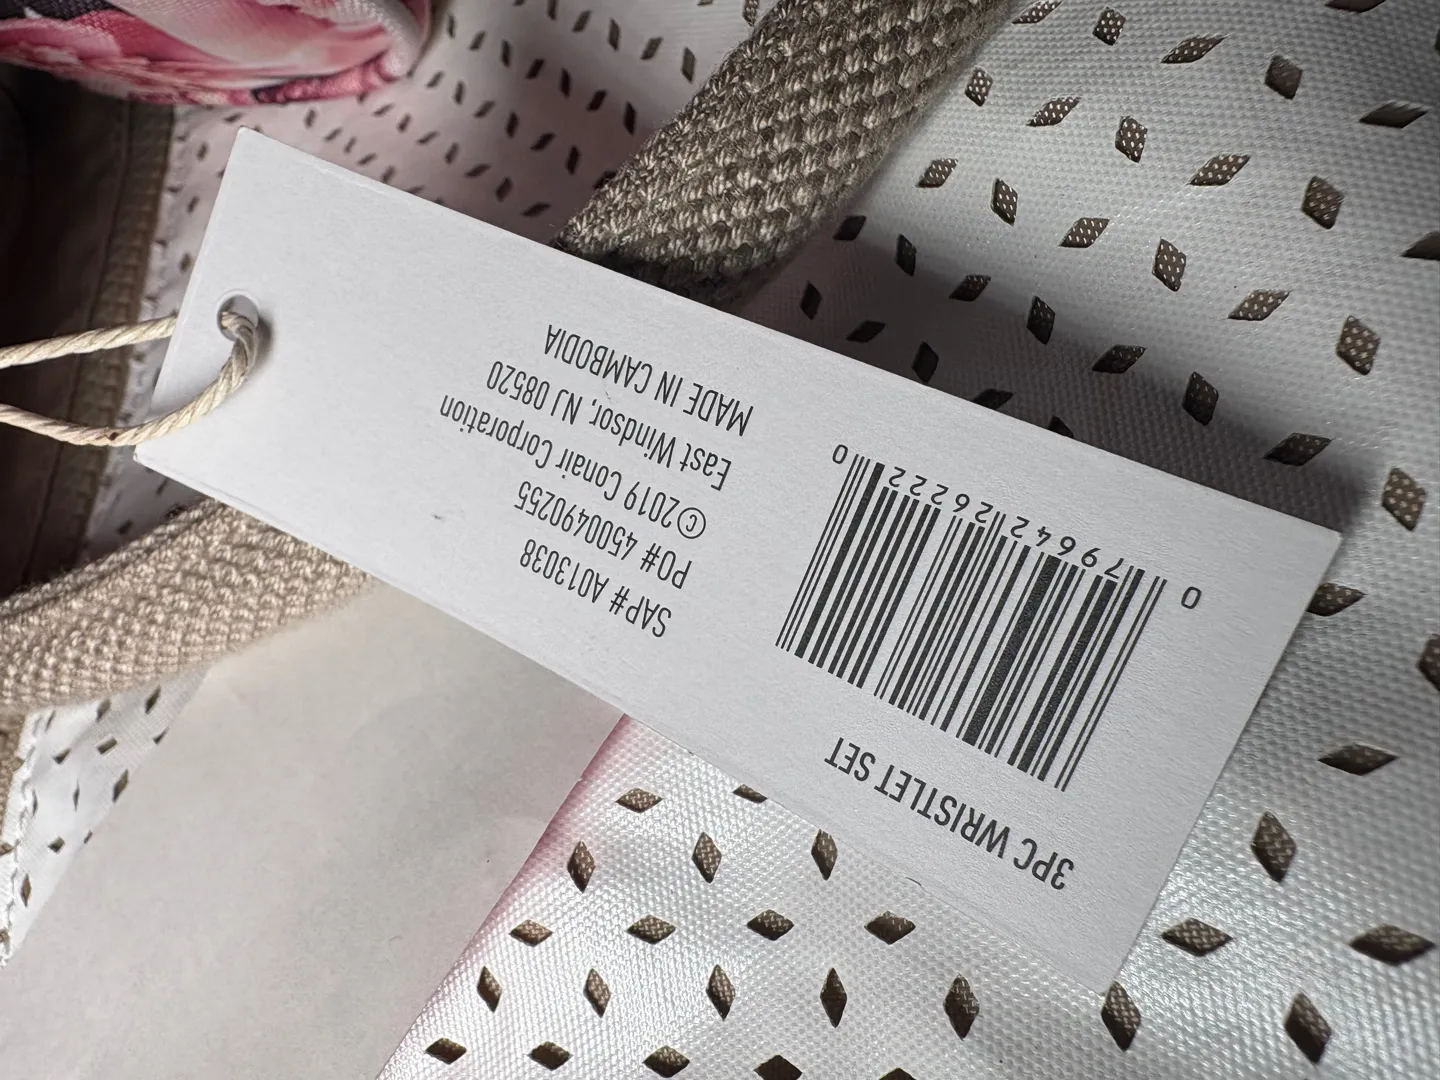 3PC WRISTLET SET
0 79642 26222 0
SAP# A013038
PO# 4500490255
©2019 Conair Corporation
East Windsor, NJ 08520
MADE IN CAMBODIA